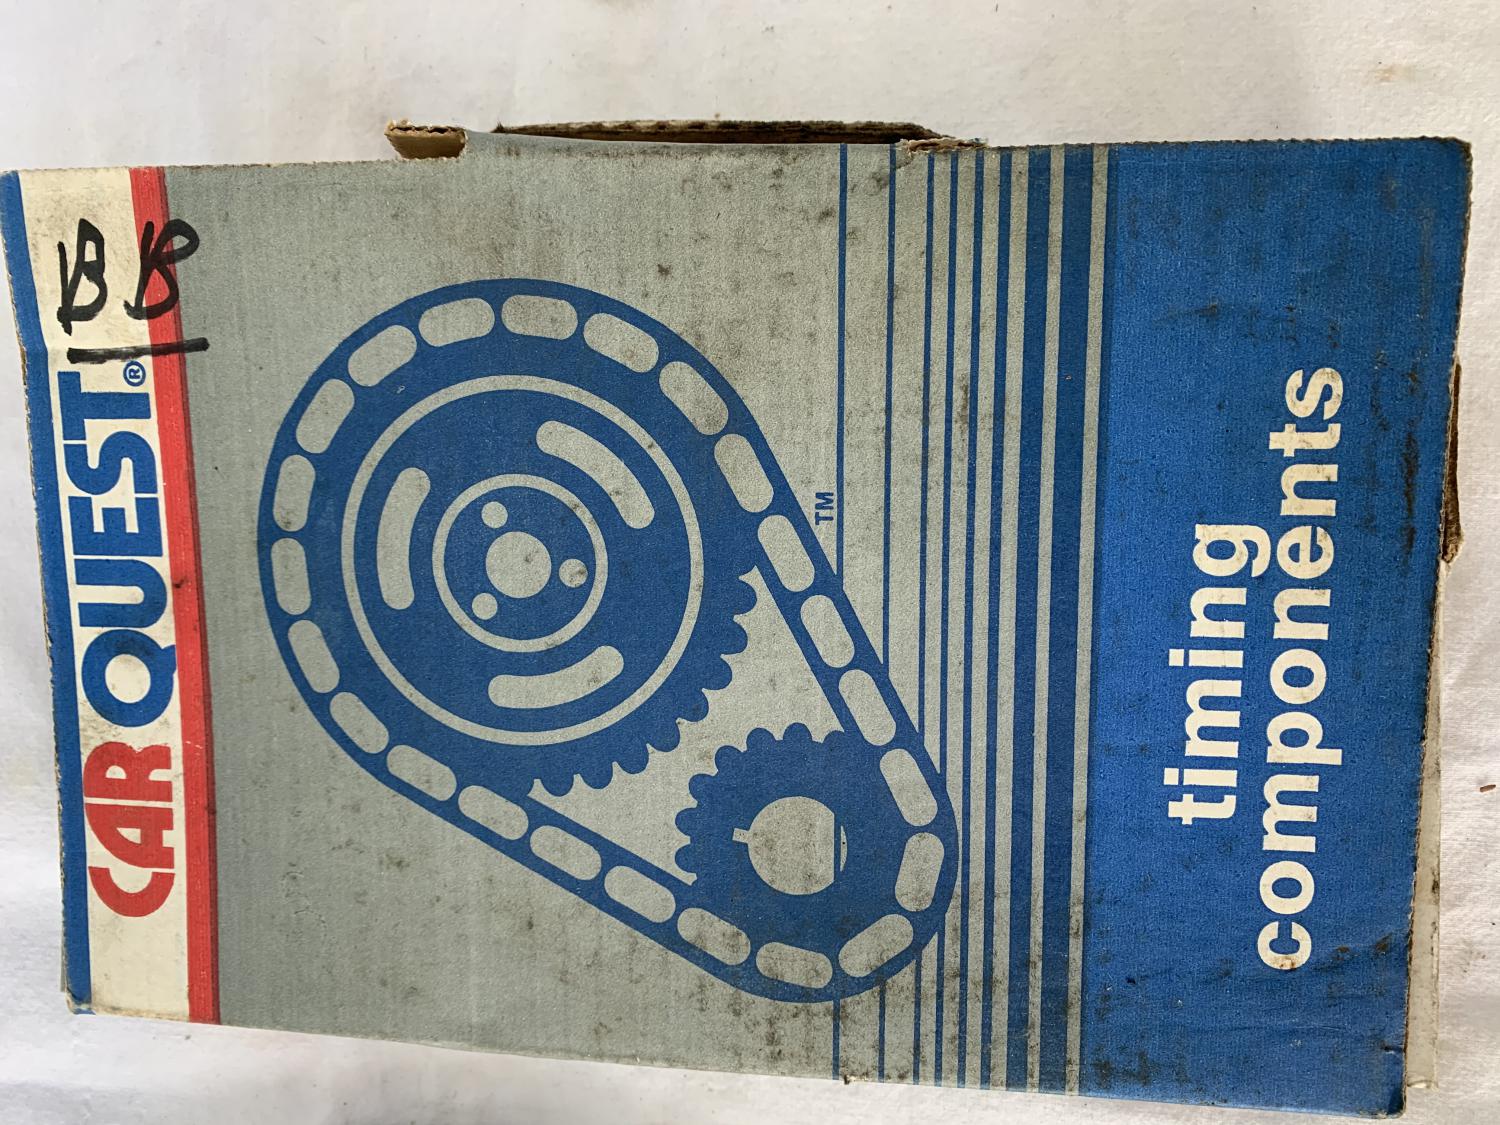 CARQUEST® BB
TM
timing
components